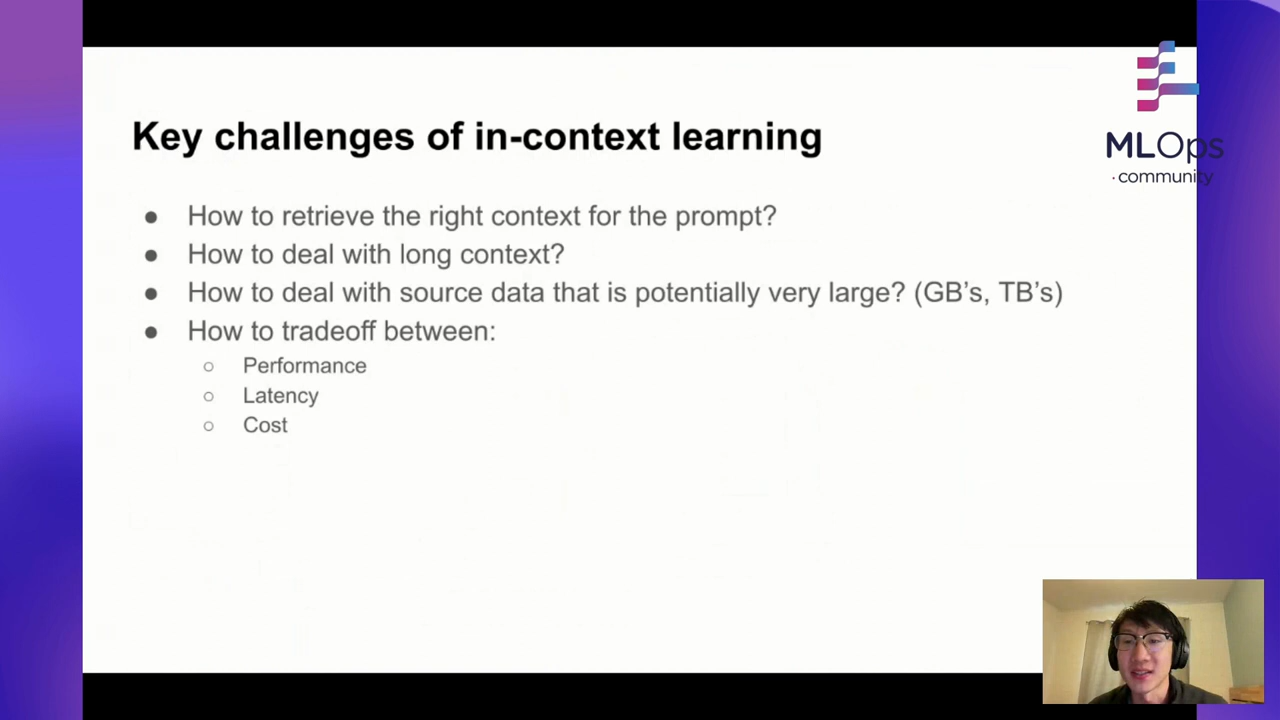 Key challenges of in-context learning
● How to retrieve the right context for the prompt?
● How to deal with long context?
● How to deal with source data that is potentially very large? (GB’s, TB’s)
● How to tradeoff between:
○ Performance
○ Latency
○ Cost
MLOps
community